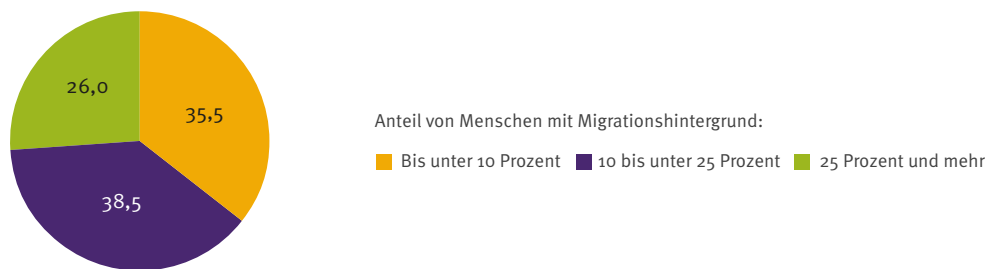 26,0
35,5
38,5
Anteil von Menschen mit Migrationshintergrund:
Bis unter 10 Prozent 10 bis unter 25 Prozent 25 Prozent und mehr